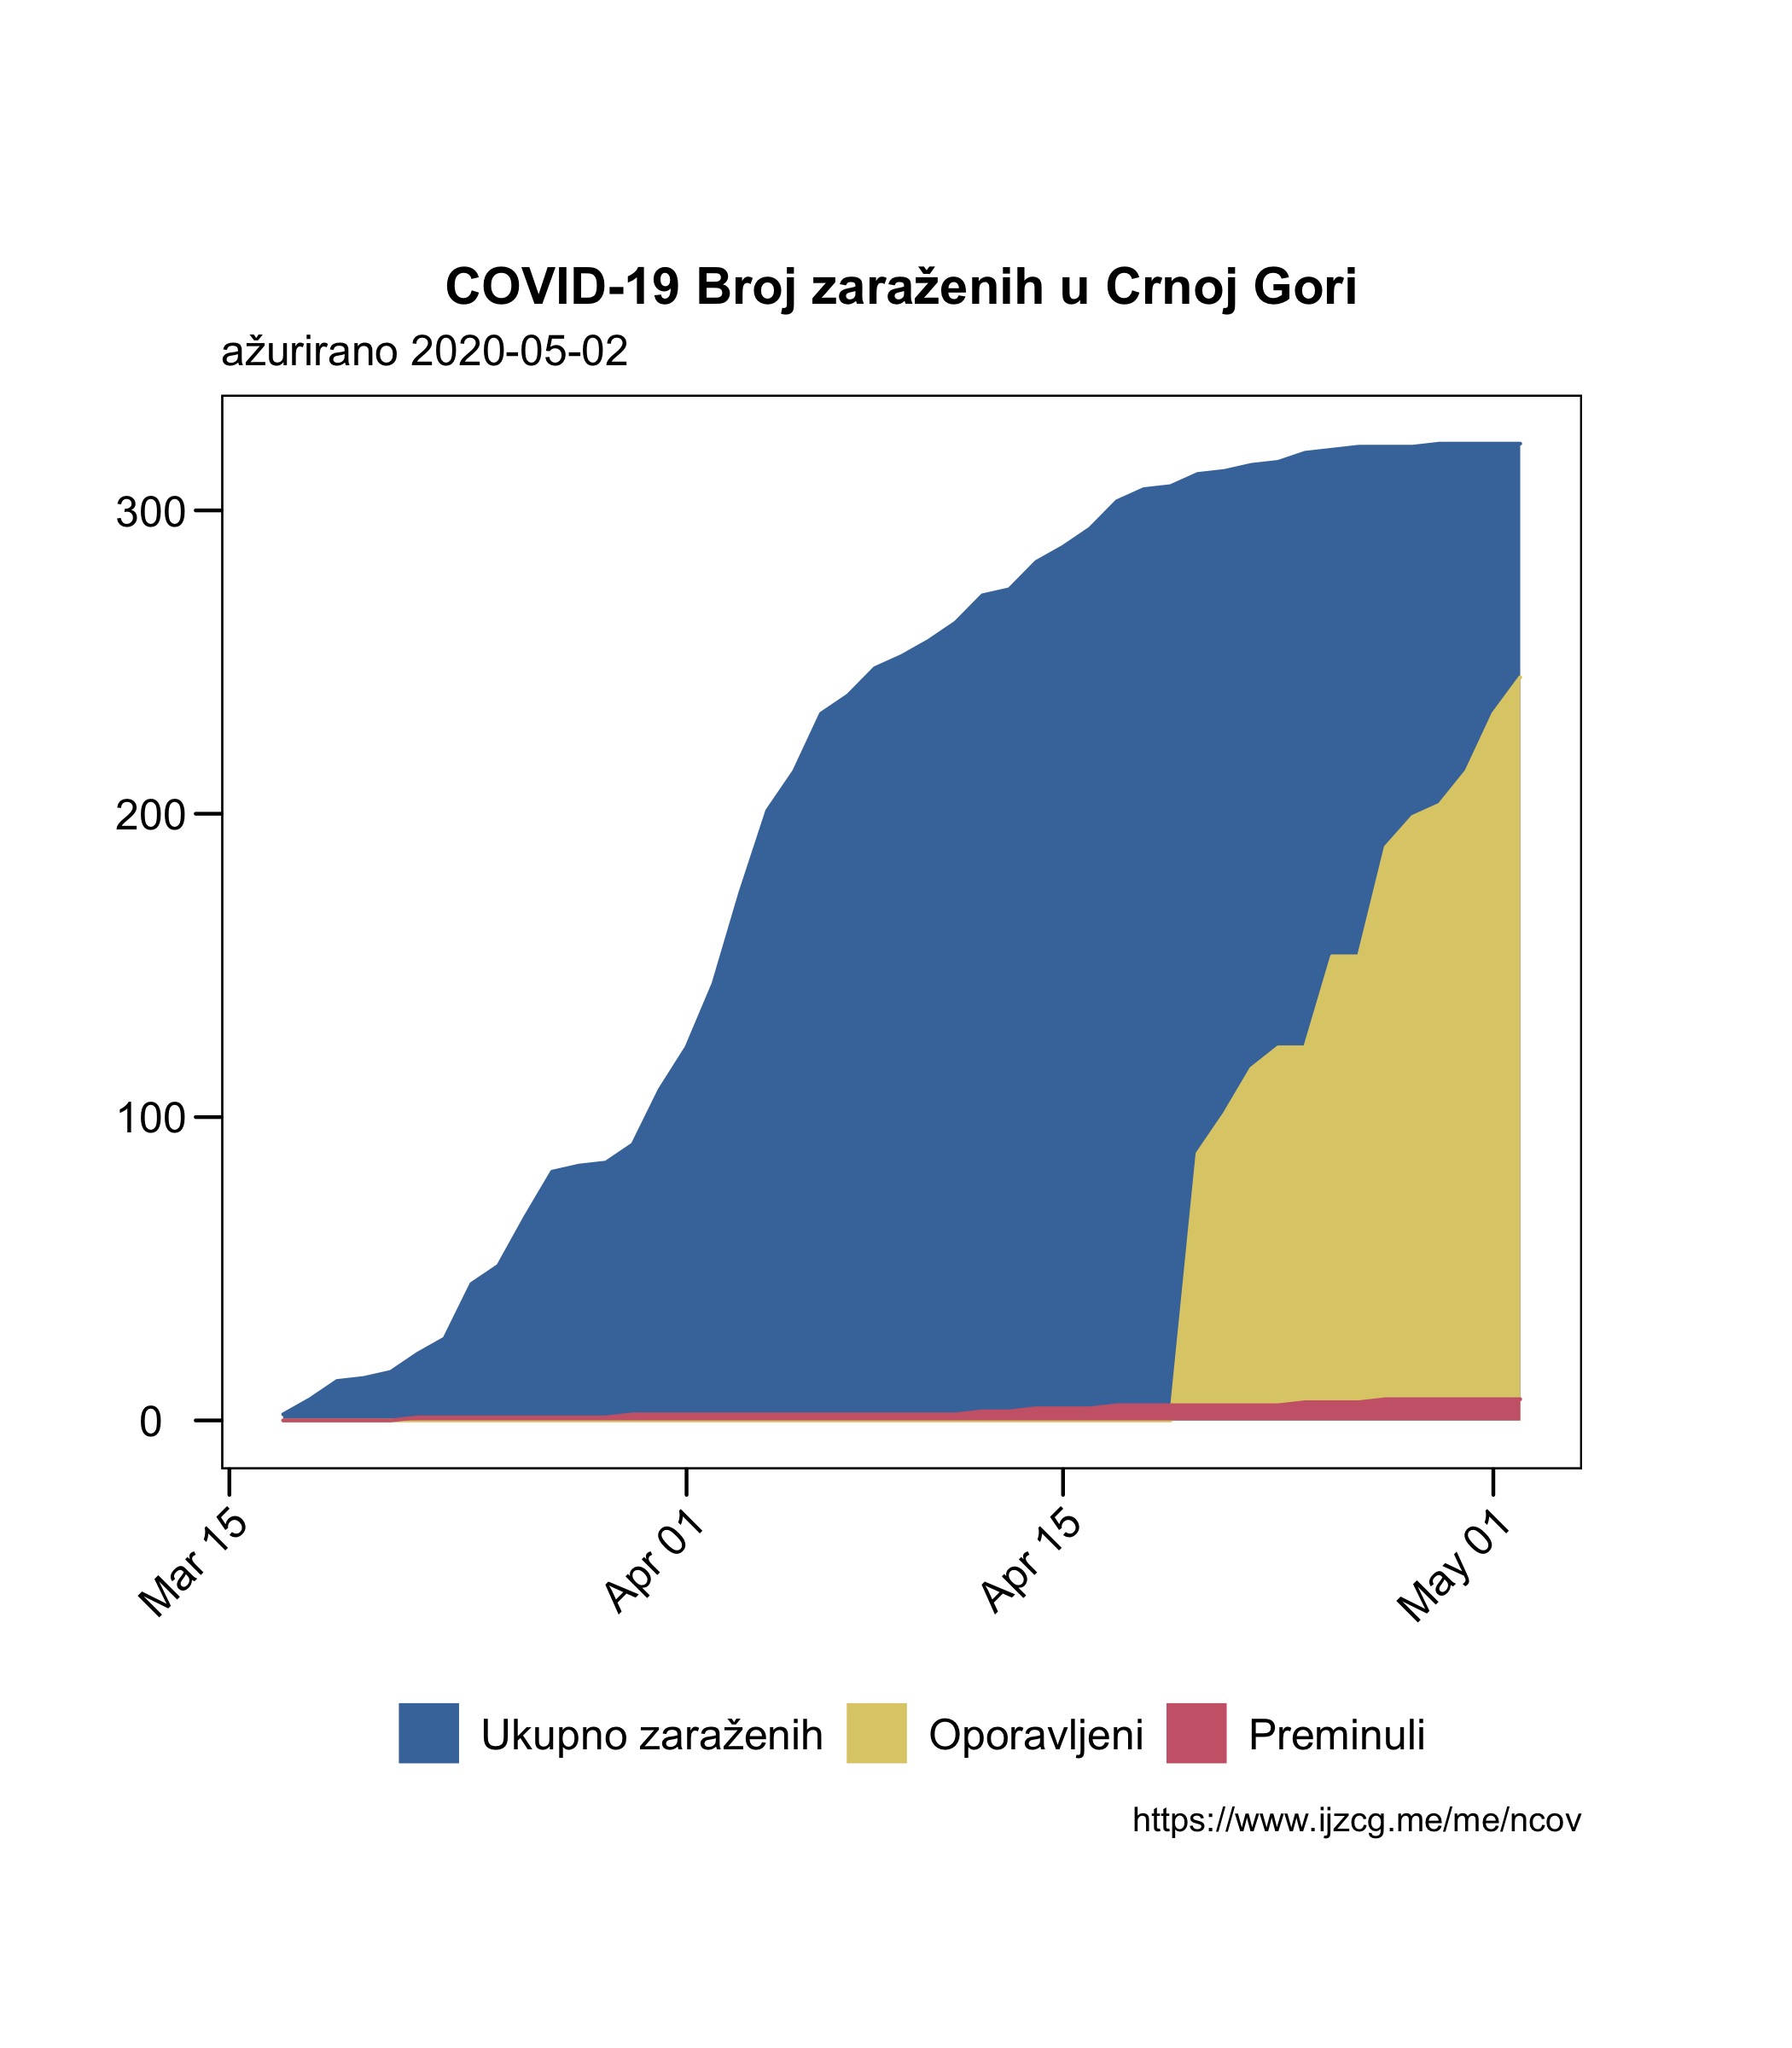 COVID-19 Broj zaraženih u Crnoj Gori
ažurirano 2020-05-02
300
200
100
0
Mar 15
Apr 01
Apr 15
May 01
Ukupno zaraženih
Oporavljeni
Preminuli
https://www.ijzcg.me/me/ncov